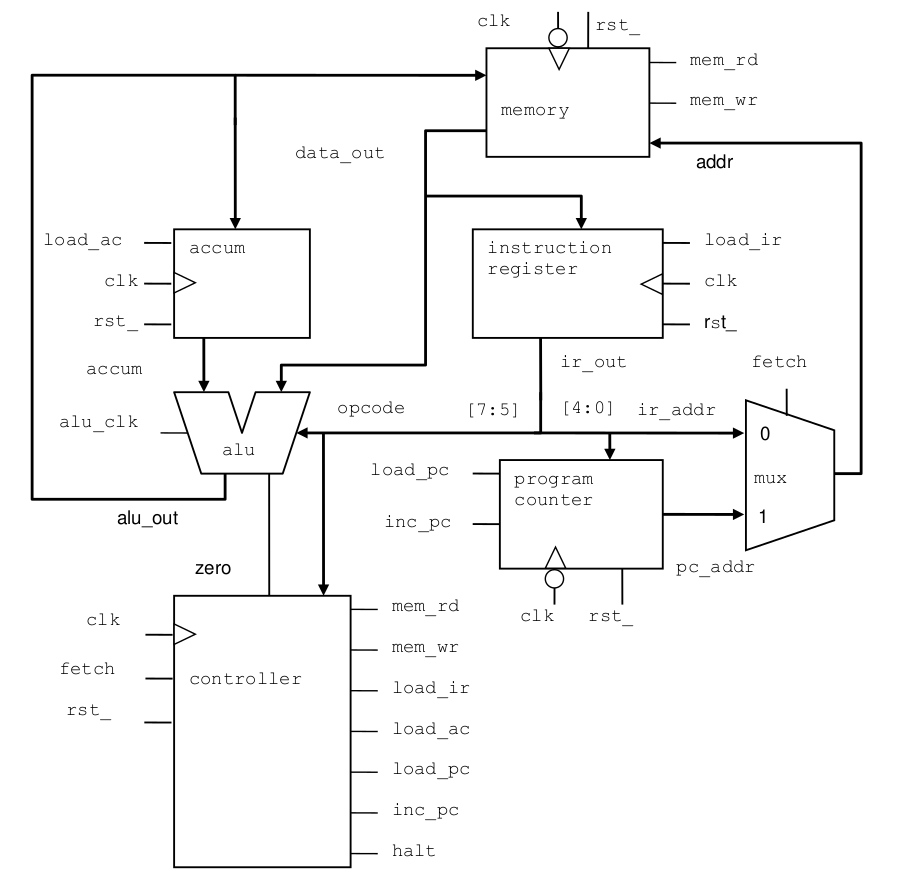 clk
rst_
mem_rd
memory
mem_wr
data_out
addr
load_ac
accum
instruction
register
load_ir
clk
clk
rst_
rst_
accum
ir_out
fetch
alu_clk
opcode
[7:5]
[4:0]
ir_addr
0
alu
load_pc
program
counter
mux
inc_pc
1
alu_out
zero
pc_addr
clk
rst_
clk
mem_rd
mem_wr
fetch
controller
load_ir
rst_
load_ac
load_pc
inc_pc
halt